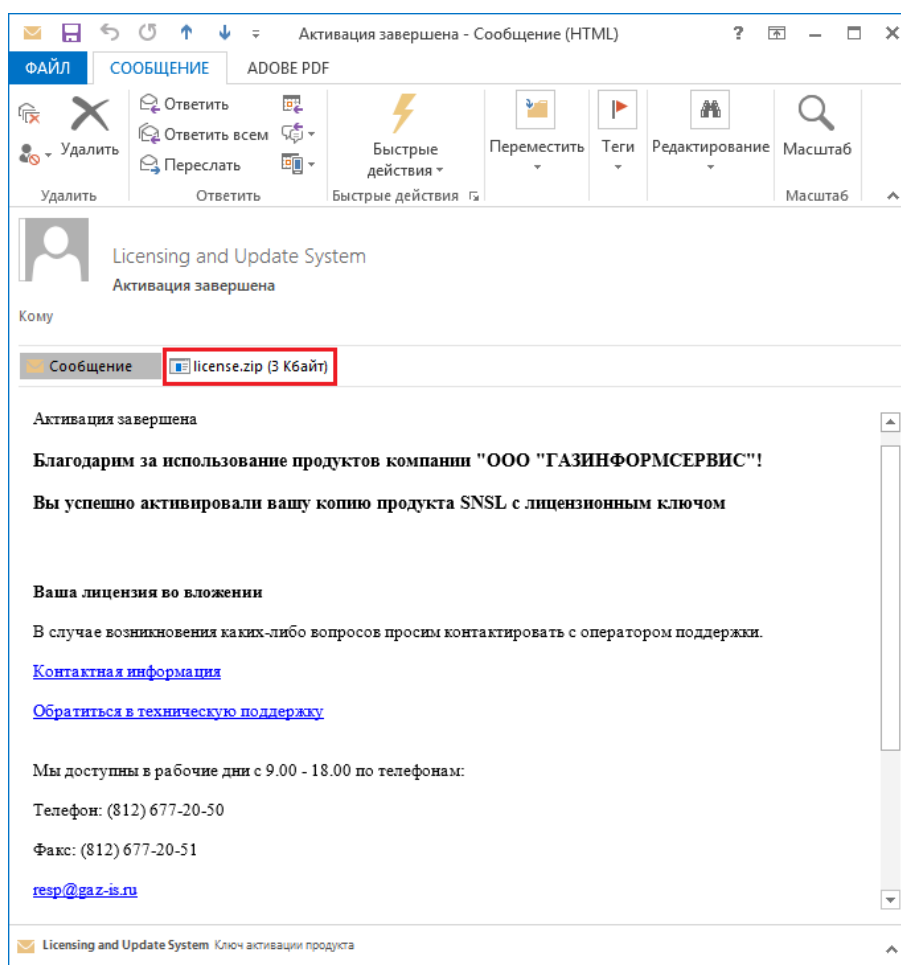 Активация завершена - Сообщение (HTML) ?
ФАЙЛ СООБЩЕНИЕ ADOBE PDF
Удалить
Ответить
Ответить всем
Переслать
Быстрые действия
Переместить
Теги
Редактирование
Масштаб
Удалить Ответить Быстрые действия Масштаб
Licensing and Update System
Активация завершена
Кому
Сообщение license.zip (3 Кбайт)
Активация завершена
Благодарим за использование продуктов компании "ООО "ГАЗИНФОРМСЕРВИС"!
Вы успешно активировали вашу копию продукта SNSL с лицензионным ключом
Ваша лицензия во вложении
В случае возникновения каких-либо вопросов просим контактировать с оператором поддержки.
Контактная информация
Обратиться в техническую поддержку
Мы доступны в рабочие дни с 9.00 - 18.00 по телефонам:
Телефон: (812) 677-20-50
Факс: (812) 677-20-51
resp@gaz-is.ru
Licensing and Update System Ключ активации продукта